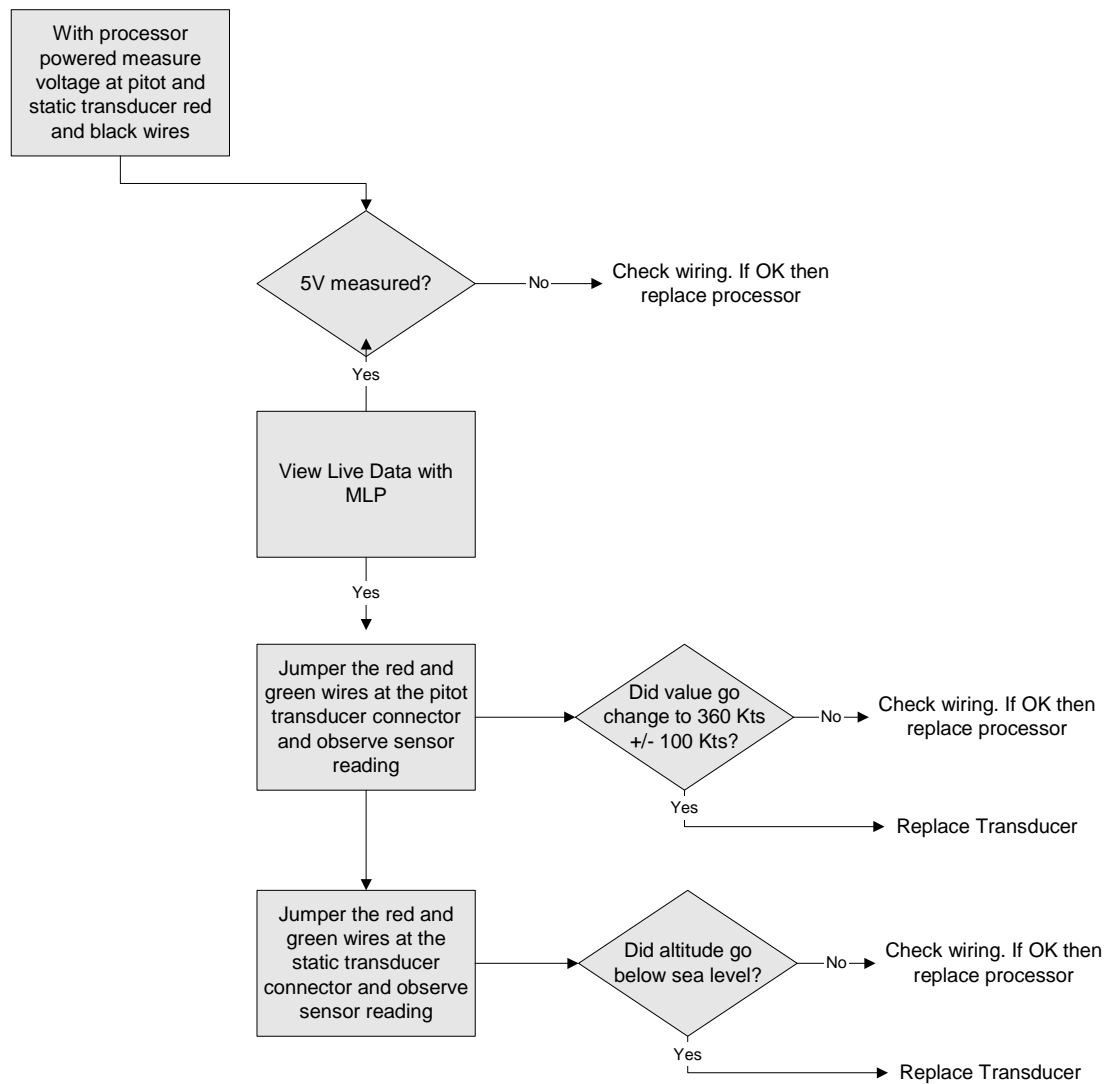 With processor
powered measure
voltage at pitot and
static transducer red
and black wires
5V measured?
No
Check wiring. If OK then
replace processor
Yes
View Live Data with
MLP
Yes
Jumper the red and
green wires at the pitot
transducer connector
and observe sensor
reading
Did value go
change to 360 Kts
+/- 100 Kts?
No
Check wiring. If OK then
replace processor
Yes
Replace Transducer
Jumper the red and
green wires at the
static transducer
connector and observe
sensor reading
Did altitude go
below sea level?
No
Check wiring. If OK then
replace processor
Yes
Replace Transducer